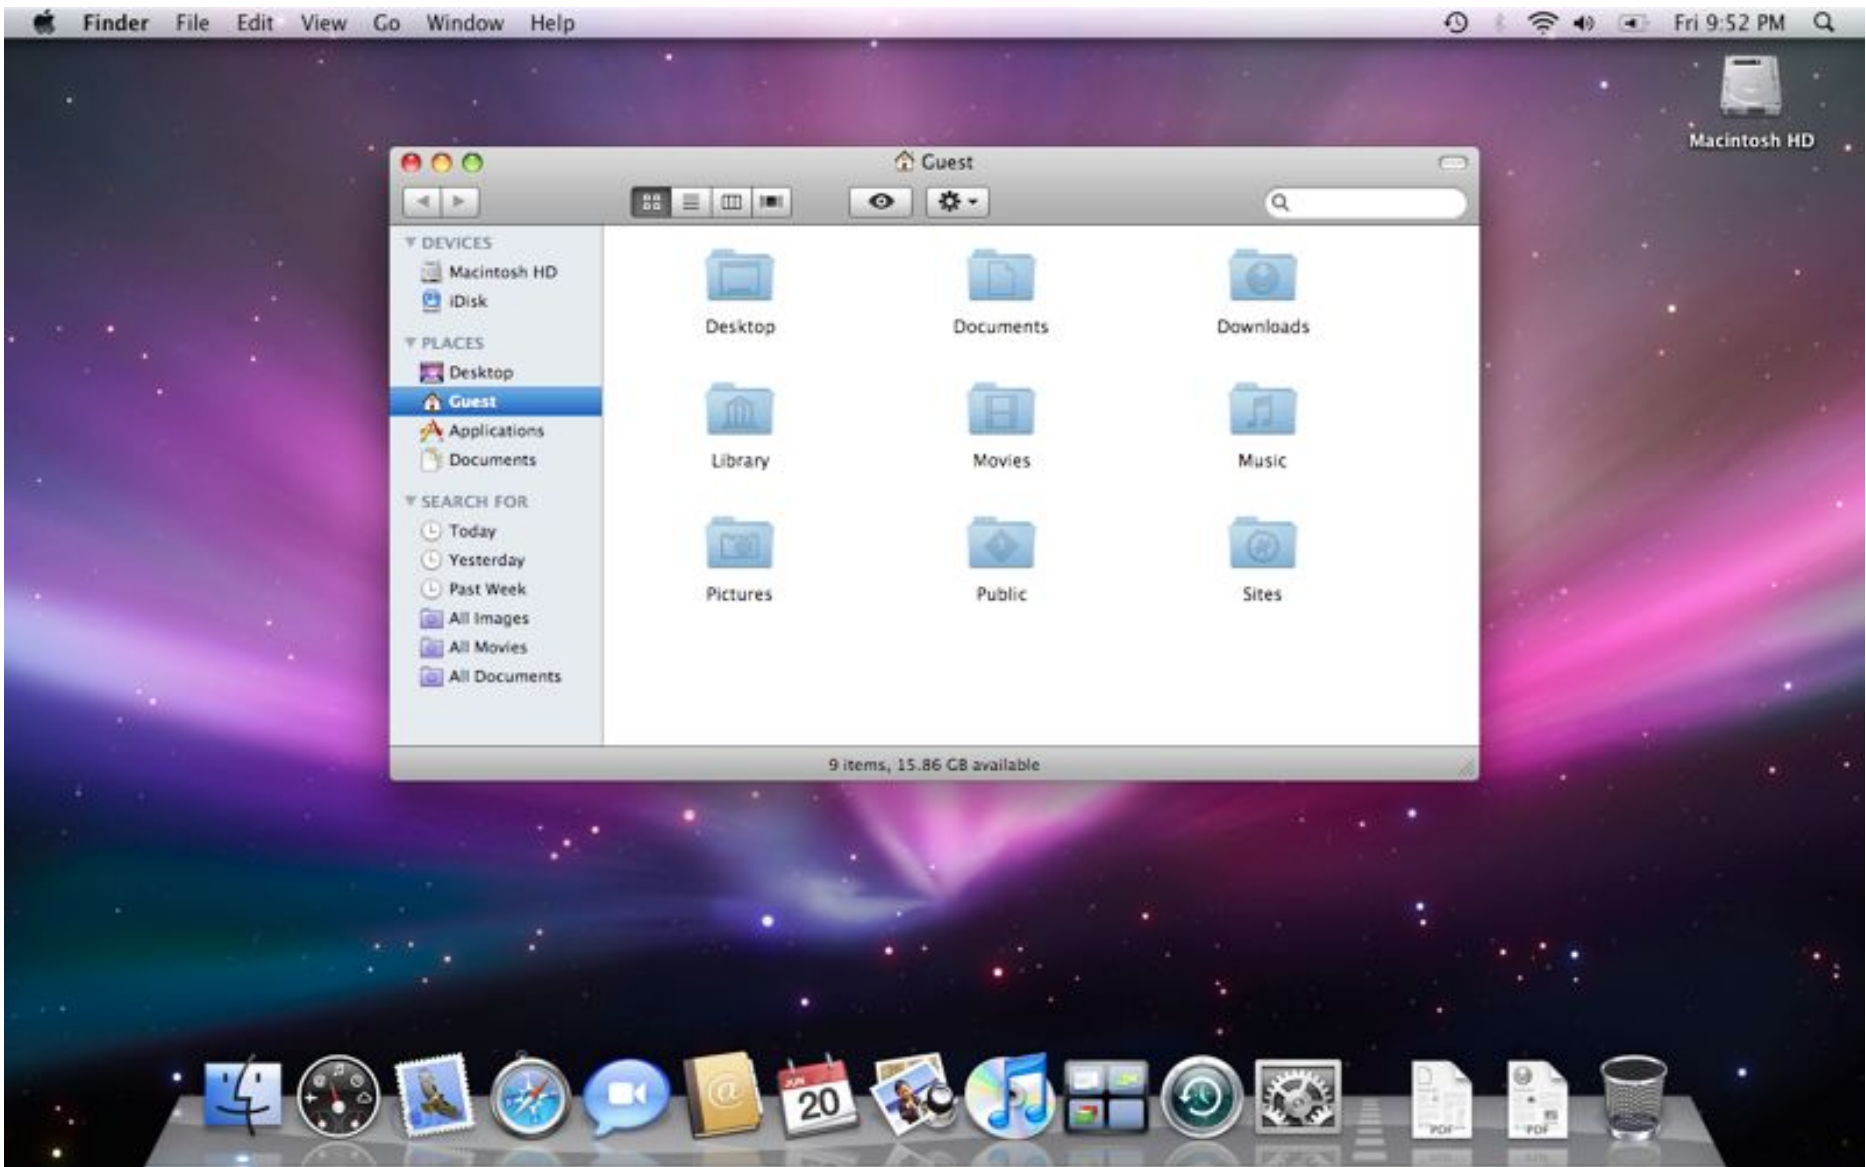 Finder File Edit View Go Window Help Fri 9:52 PM
Macintosh HD
Guest
DEVICES
Macintosh HD
iDisk
PLACES
Desktop
Guest
Applications
Documents
SEARCH FOR
Today
Yesterday
Past Week
All Images
All Movies
All Documents
Desktop Documents Downloads
Library Movies Music
Pictures Public Sites
9 items, 15.86 GB available
JUN
20
PDF PDF